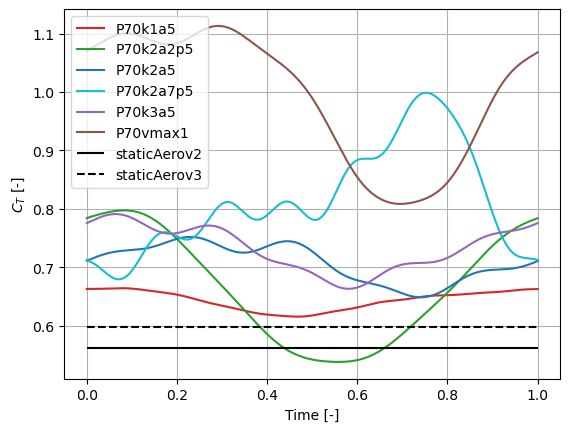 P70k1a5
P70k2a2p5
P70k2a5
P70k2a7p5
P70k3a5
P70vmax1
staticAerov2
staticAerov3
1.1
1.0
0.9
0.8
0.7
0.6
C_T [-]
0.0 0.2 0.4 0.6 0.8 1.0
Time [-]